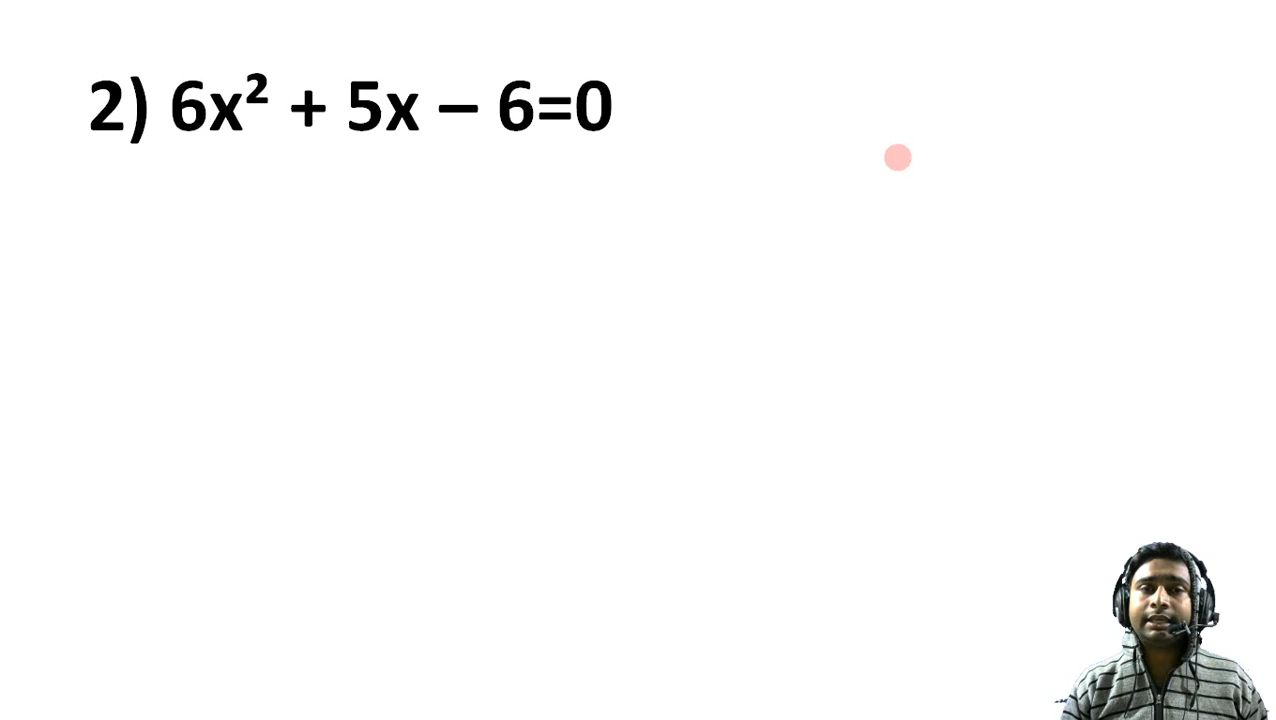 2) 6x² + 5x – 6=0